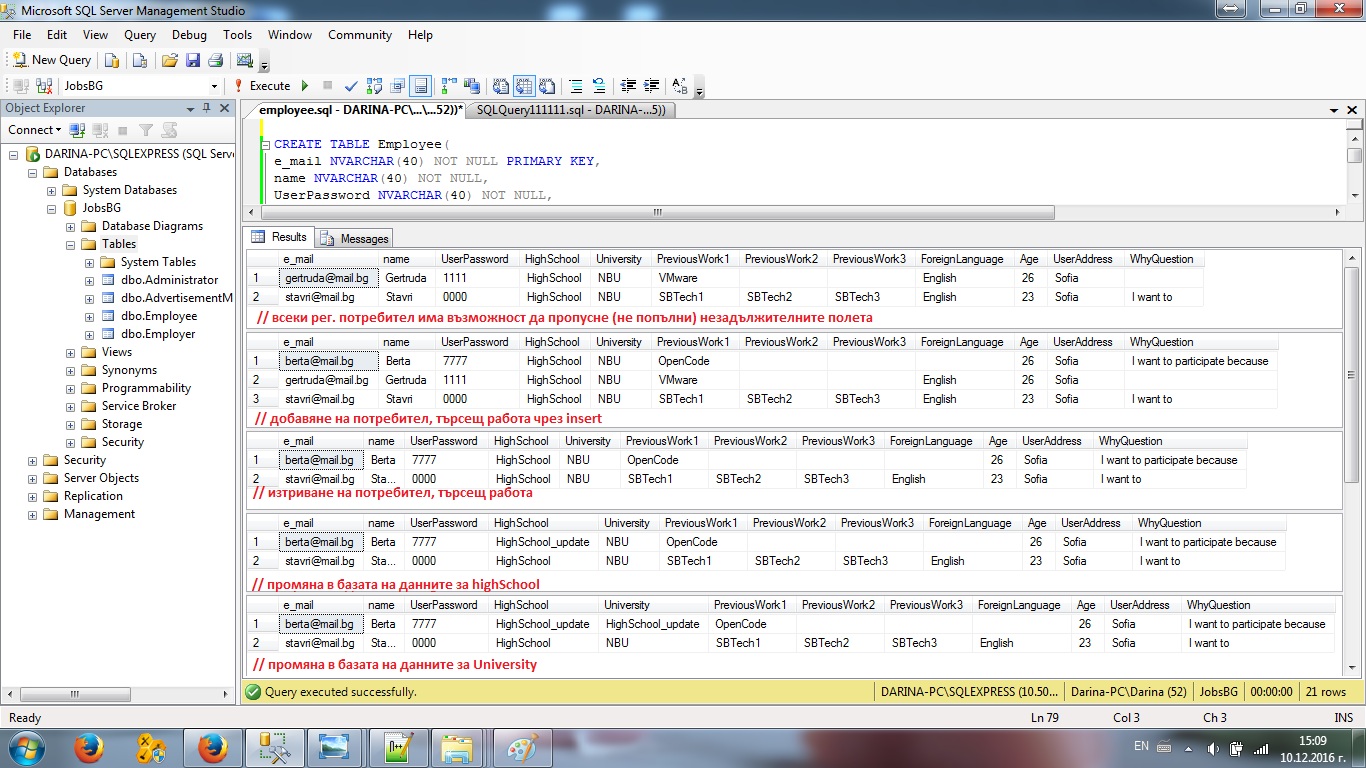 Microsoft SQL Server Management Studio
File Edit View Query Debug Tools Window Community Help
New Query
JobsBG Execute
Object Explorer
Connect
DARINA-PC\SQLEXPRESS (SQL Serve
Databases
System Databases
JobsBG
Database Diagrams
Tables
System Tables
dbo.Administrator
dbo.AdvertisementM
dbo.Employee
dbo.Employer
Views
Synonyms
Programmability
Service Broker
Storage
Security
Security
Server Objects
Replication
Management
employee.sql - DARINA-PC\...\...52))* SQLQuery111111.sql - DARINA-...5))
CREATE TABLE Employee(
e_mail NVARCHAR(40) NOT NULL PRIMARY KEY,
name NVARCHAR(40) NOT NULL,
UserPassword NVARCHAR(40) NOT NULL,
Results Messages
e_mail name UserPassword HighSchool University PreviousWork1 PreviousWork2 PreviousWork3 ForeignLanguage Age UserAddress WhyQuestion
1 gertruda@mail.bg Gertruda 1111 HighSchool NBU VMware English 26 Sofia
2 stavri@mail.bg Stavri 0000 HighSchool NBU SBTech1 SBTech2 SBTech3 English 23 Sofia I want to
// всеки рег. потребител има възможност да пропусне (не попълни) незадължителните полета
e_mail name UserPassword HighSchool University PreviousWork1 PreviousWork2 PreviousWork3 ForeignLanguage Age UserAddress WhyQuestion
1 berta@mail.bg Berta 7777 HighSchool NBU OpenCode 26 Sofia I want to participate because
2 gertruda@mail.bg Gertruda 1111 HighSchool NBU VMware English 26 Sofia
3 stavri@mail.bg Stavri 0000 HighSchool NBU SBTech1 SBTech2 SBTech3 English 23 Sofia I want to
// добавяне на потребител, търсещ работа чрез insert
e_mail name UserPassword HighSchool University PreviousWork1 PreviousWork2 PreviousWork3 ForeignLanguage Age UserAddress WhyQuestion
1 berta@mail.bg Berta 7777 HighSchool NBU OpenCode 26 Sofia I want to participate because
2 stavri@mail.bg Sta... 0000 HighSchool NBU SBTech1 SBTech2 SBTech3 English 23 Sofia I want to
// изтриване на потребител, търсещ работа
e_mail name UserPassword HighSchool University PreviousWork1 PreviousWork2 PreviousWork3 ForeignLanguage Age UserAddress WhyQuestion
1 berta@mail.bg Berta 7777 HighSchool_update NBU OpenCode 26 Sofia I want to participate because
2 stavri@mail.bg Sta... 0000 HighSchool NBU SBTech1 SBTech2 SBTech3 English 23 Sofia I want to
// промяна в базата на данните за highSchool
e_mail name UserPassword HighSchool University PreviousWork1 PreviousWork2 PreviousWork3 ForeignLanguage Age UserAddress WhyQuestion
1 berta@mail.bg Berta 7777 HighSchool_update HighSchool_update OpenCode 26 Sofia I want to participate because
2 stavri@mail.bg Sta... 0000 HighSchool NBU SBTech1 SBTech2 SBTech3 English 23 Sofia I want to
// промяна в базата на данните за University
Query executed successfully. DARINA-PC\SQLEXPRESS (10.50... Darina-PC\Darina (52) JobsBG 00:00:00 21 rows
Ready Ln 79 Col 3 Ch 3 INS
EN 15:09
10.12.2016 г.